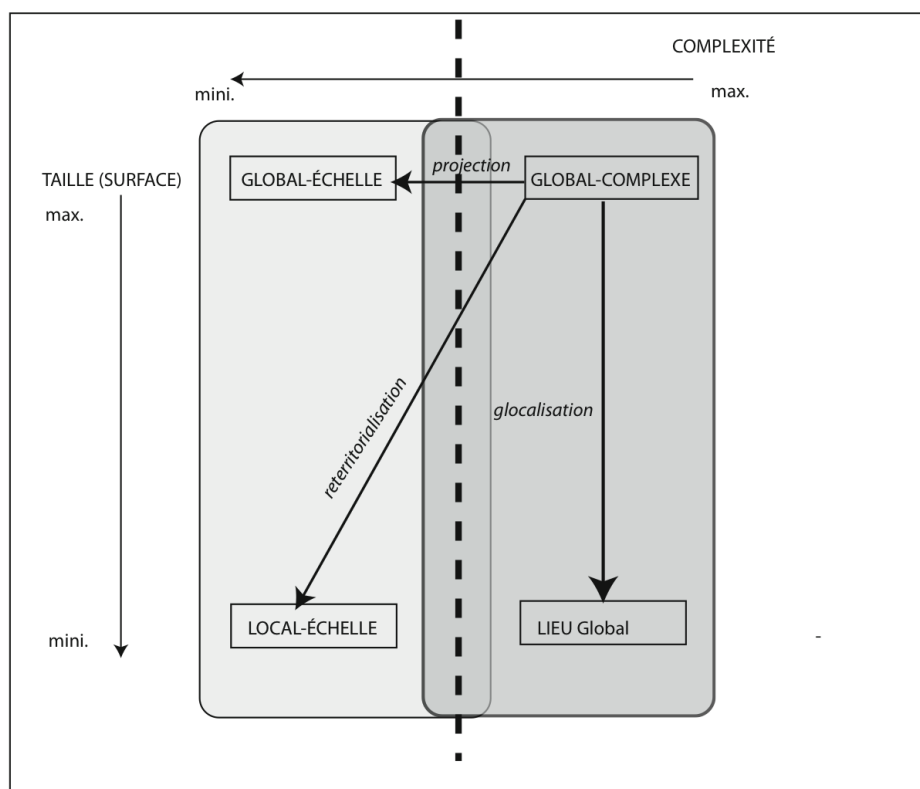 COMPLEXITÉ
mini.
max.
TAILLE (SURFACE)
max.
GLOBAL-ÉCHELLE
projection
GLOBAL-COMPLEXE
reterritorialisation
glocalisation
mini.
LOCAL-ÉCHELLE
LIEU Global
-